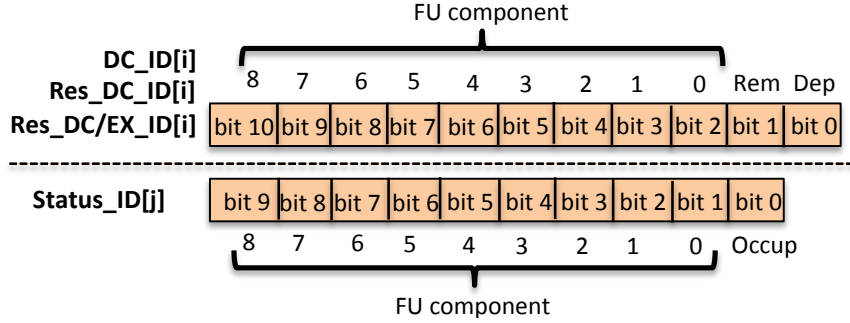 FU component
DC_ID[i]
8 7 6 5 4 3 2 1 0 Rem Dep
Res_DC_ID[i]
Res_DC/EX_ID[i] bit 10 bit 9 bit 8 bit 7 bit 6 bit 5 bit 4 bit 3 bit 2 bit 1 bit 0
Status_ID[j] bit 9 bit 8 bit 7 bit 6 bit 5 bit 4 bit 3 bit 2 bit 1 bit 0
8 7 6 5 4 3 2 1 0 Occup
FU component